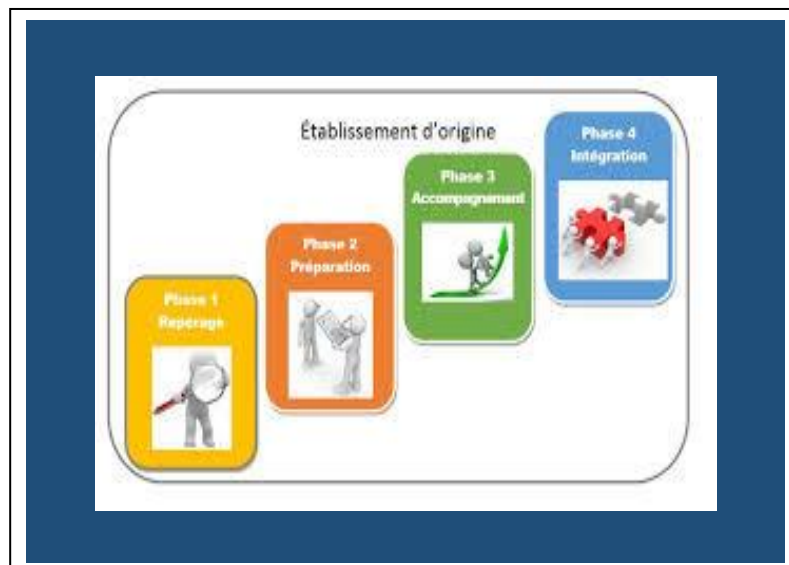 Établissement d'origine
Phase 1
Repérage
Phase 2
Préparation
Phase 3
Accompagnement
Phase 4
Intégration